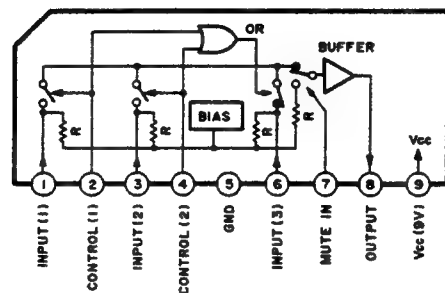 OR
BUFFER
BIAS
R
R
R
R
Vcc
1
2
3
4
5
6
7
8
9
INPUT(1)
CONTROL(1)
INPUT(2)
CONTROL(2)
GND
INPUT(3)
MUTE IN
OUTPUT
Vcc(9V)